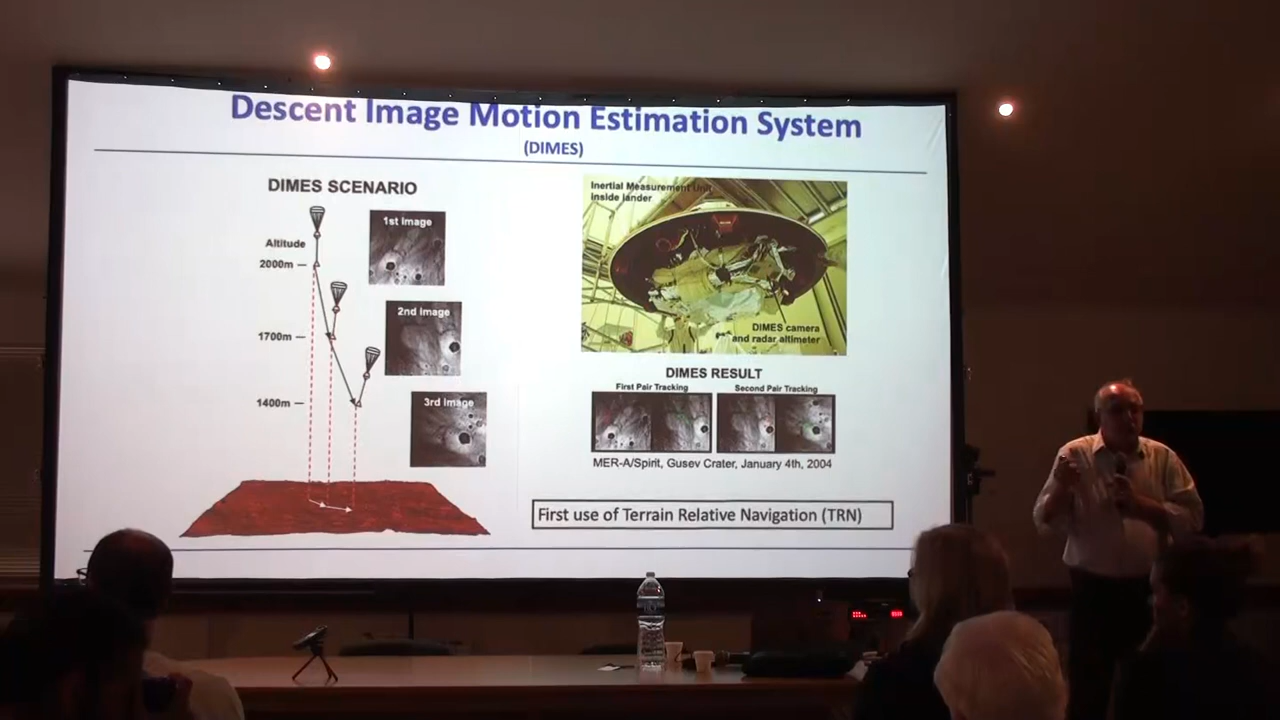 Descent Image Motion Estimation System
(DIMES)
DIMES SCENARIO
Altitude
2000m
1700m
1400m
1st Image
2nd Image
3rd Image
Inertial Measurement Unit
inside lander
DIMES camera
and radar altimeter
DIMES RESULT
First Pair Tracking
Second Pair Tracking
MER-A/Spirit, Gusev Crater, January 4th, 2004
First use of Terrain Relative Navigation (TRN)